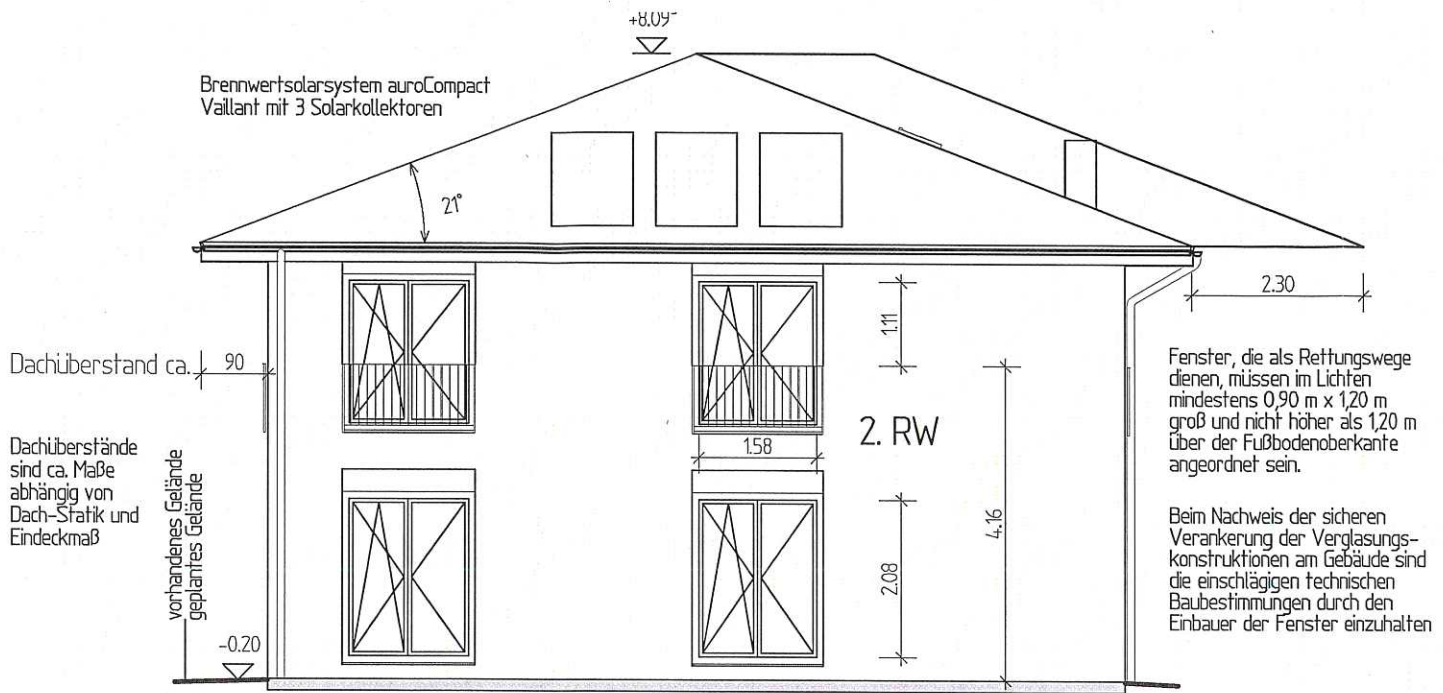 +8.09⁵
Brennwertsolarsystem auroCompact
Vaillant mit 3 Solarkollektoren
21°
2.30
1.11
Dachüberstand ca. 90
Fenster, die als Rettungswege
dienen, müssen im Lichten
mindestens 0,90 m x 1,20 m
groß und nicht höher als 1,20 m
über der Fußbodenoberkante
angeordnet sein.
2. RW
1.58
Dachüberstände
sind ca. Maße
abhängig von
Dach-Statik und
Eindeckmaß
vorhandenes Gelände
geplantes Gelände
4.16
2.08
Beim Nachweis der sicheren
Verankerung der Verglasungs-
konstruktionen am Gebäude sind
die einschlägigen technischen
Baubestimmungen durch den
Einbauer der Fenster einzuhalten
-0.20